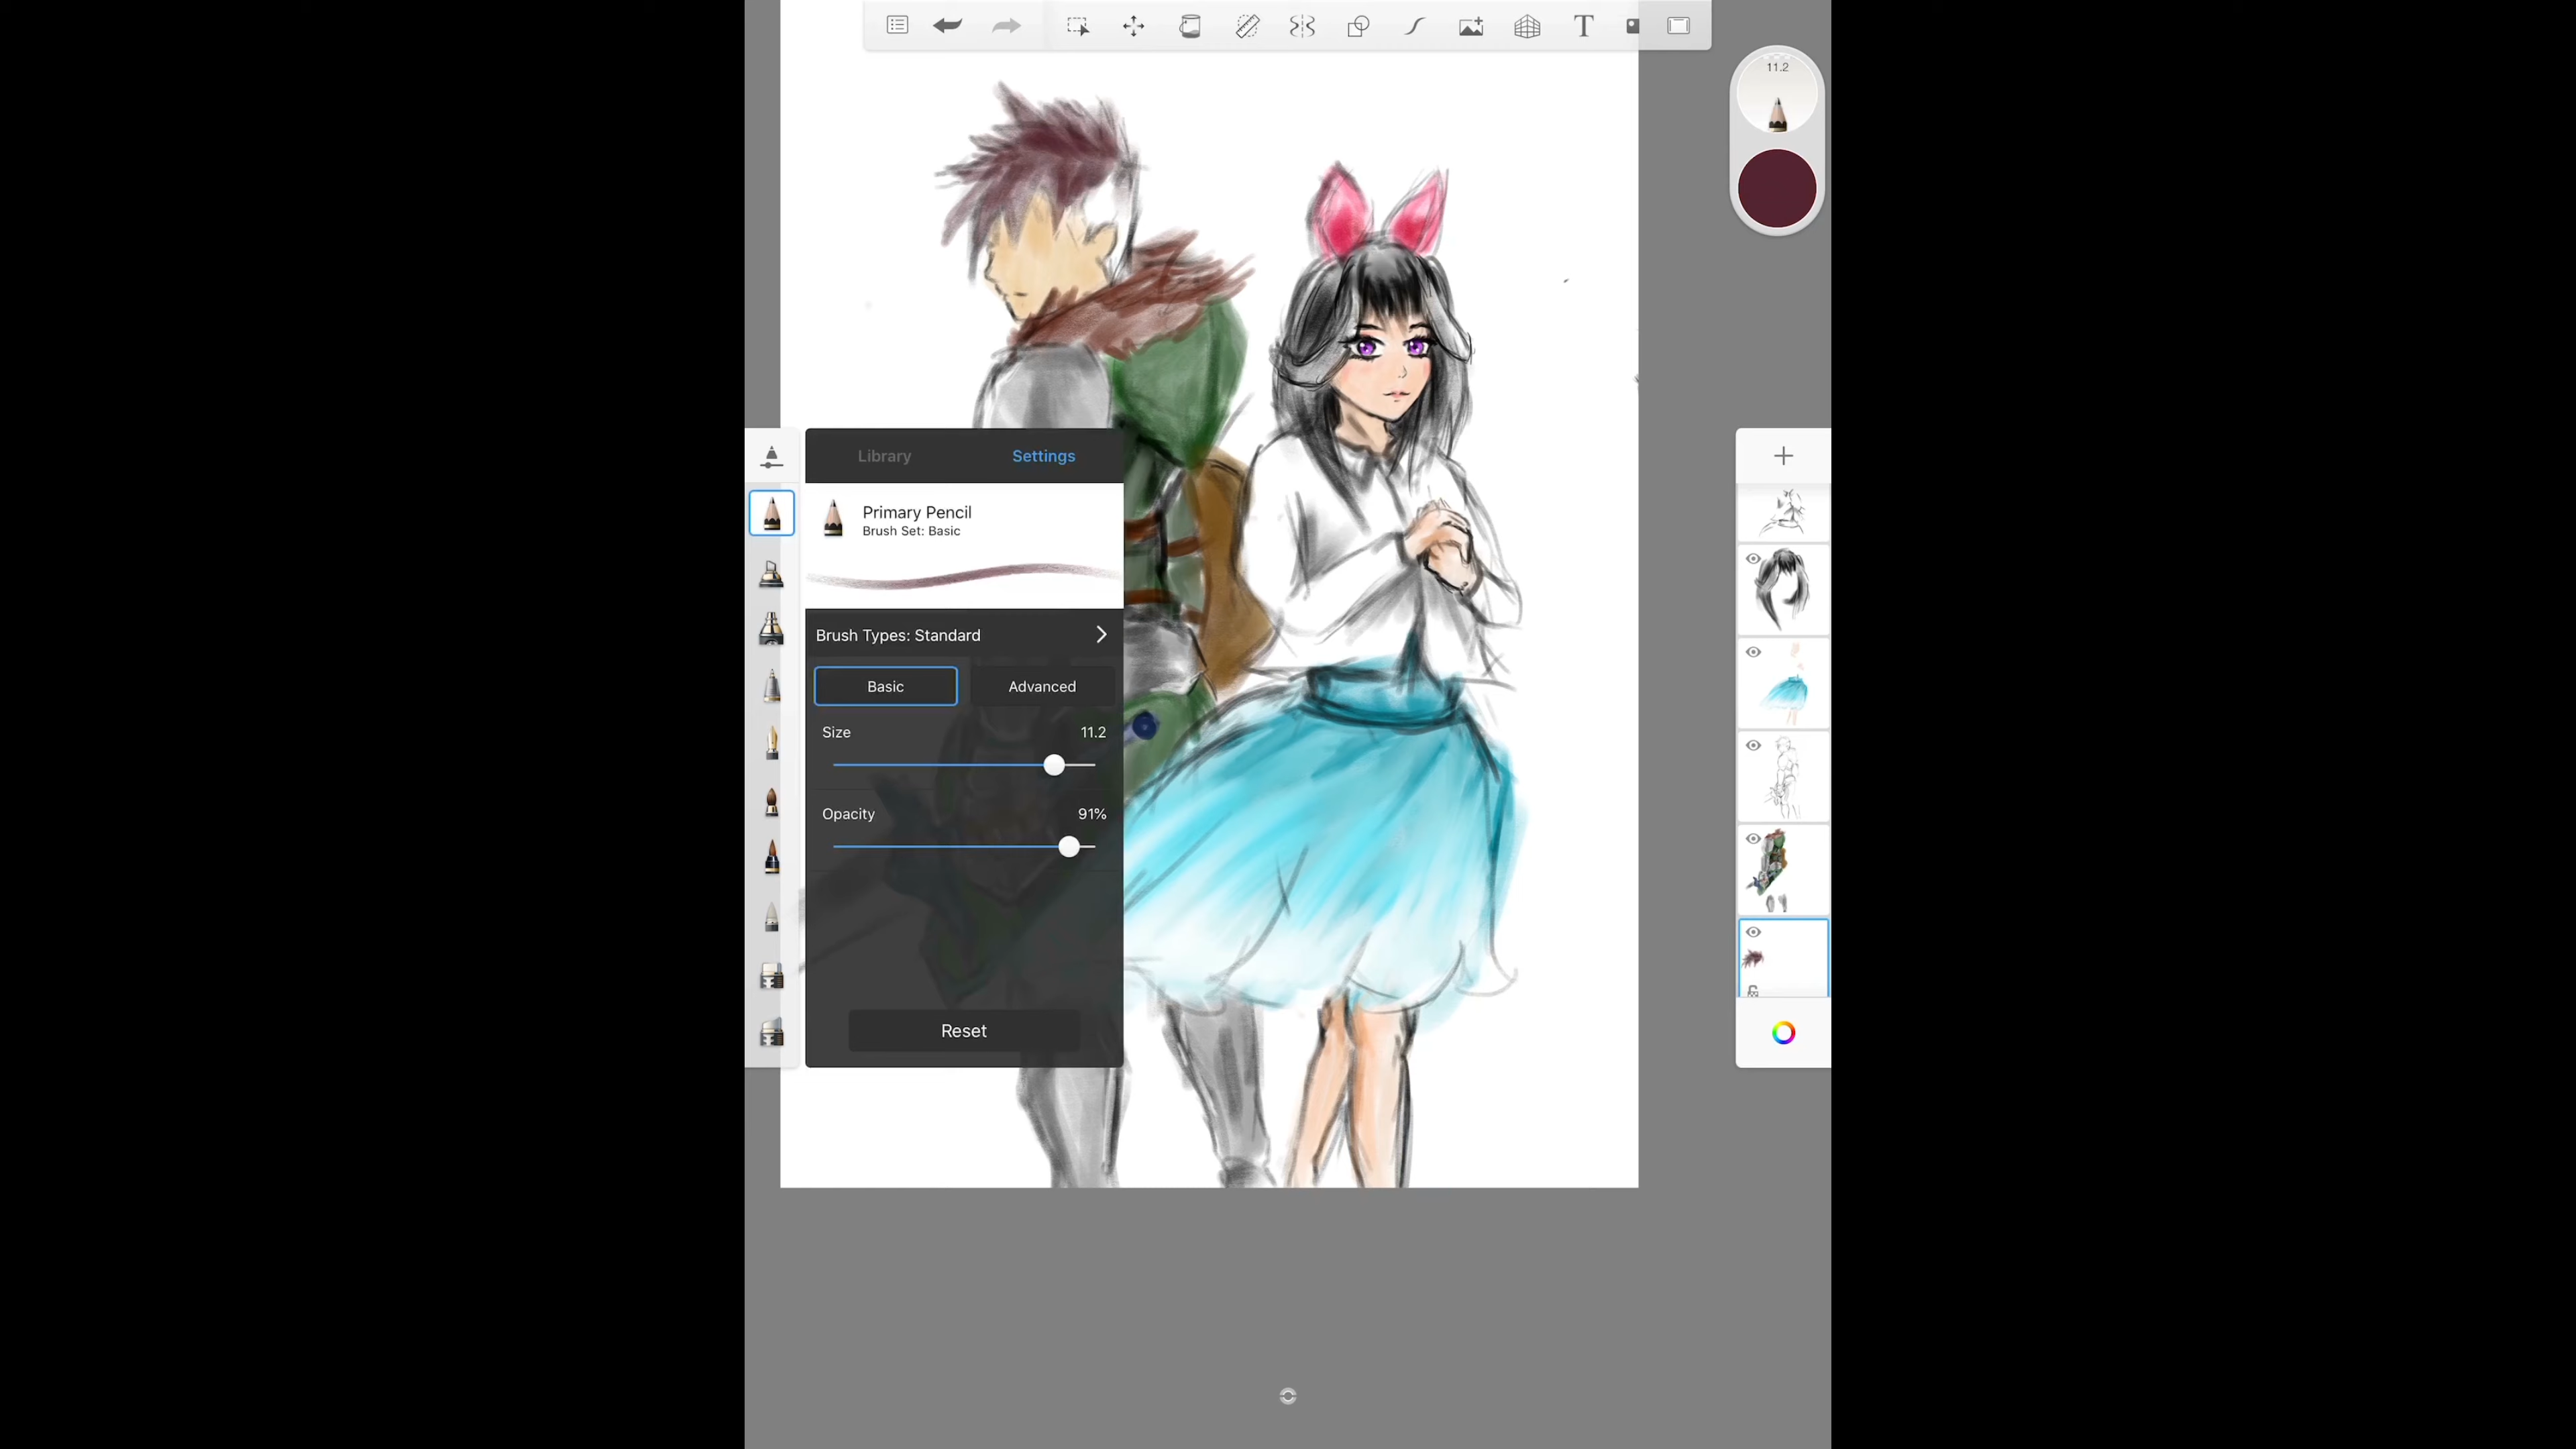 T
11.2
Library
Settings
Primary Pencil
Brush Set: Basic
Brush Types: Standard
Basic
Advanced
Size
11.2
Opacity
91%
Reset